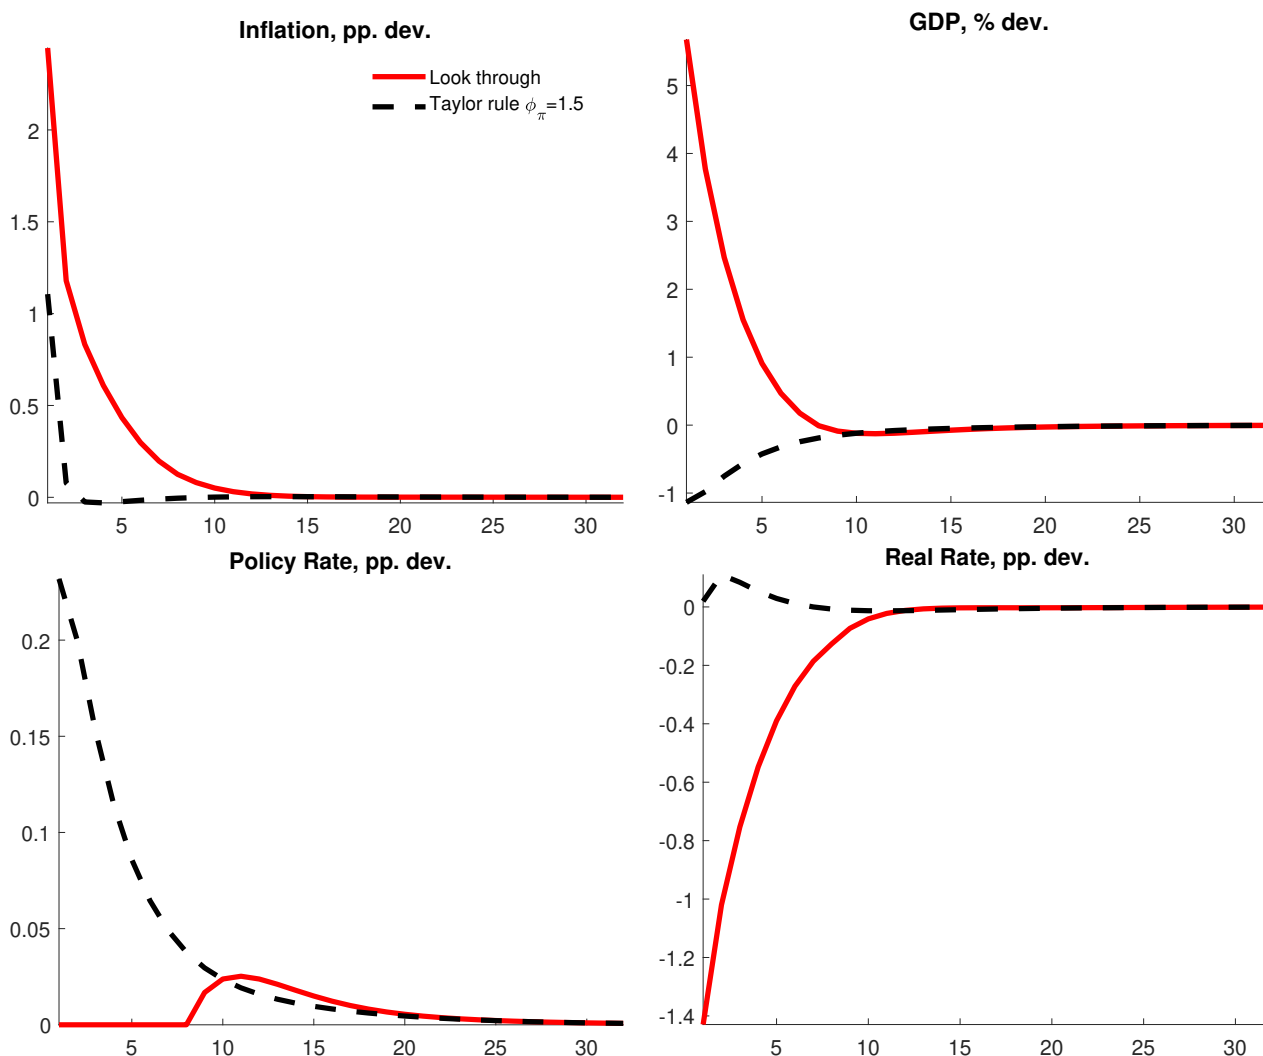 Inflation, pp. dev.
Look through
Taylor rule ϕπ=1.5
2
1.5
1
0.5
0
5 10 15 20 25 30
GDP, % dev.
5
4
3
2
1
0
-1
5 10 15 20 25 30
Policy Rate, pp. dev.
0.2
0.15
0.1
0.05
0
5 10 15 20 25 30
Real Rate, pp. dev.
0
-0.2
-0.4
-0.6
-0.8
-1
-1.2
-1.4
5 10 15 20 25 30